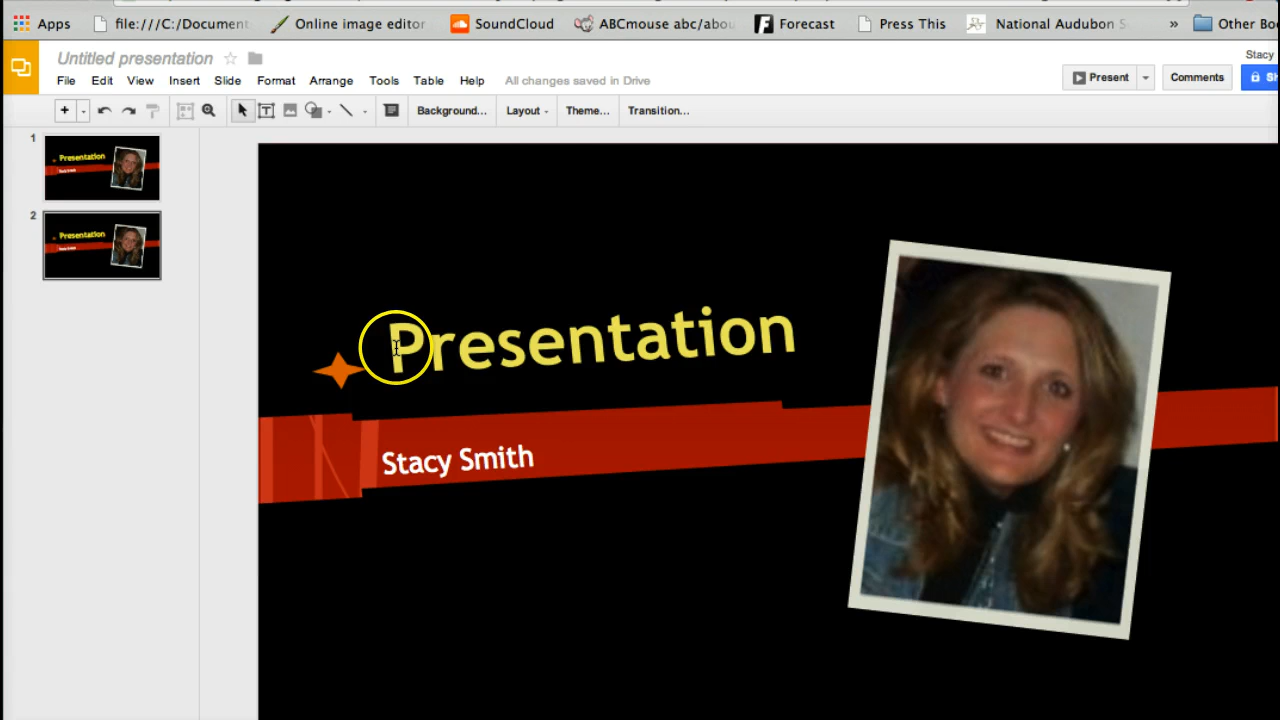 Apps file:///C:/Document Online image editor SoundCloud ABCmouse abc/abou Forecast Press This National Audubon S » Other Bo
Untitled presentation
Stacy
File Edit View Insert Slide Format Arrange Tools Table Help All changes saved in Drive
Present Comments Sh
Background... Layout Theme... Transition...
1
Presentation
2
Presentation
Presentation
Stacy Smith